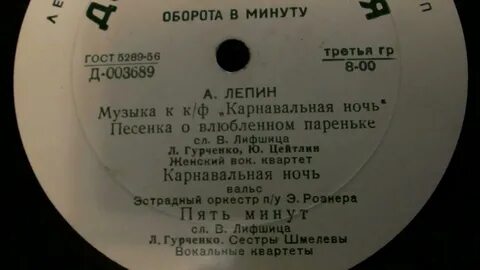 ОБОРОТА В МИНУТУ
ГОСТ 5289-56
Д-003689
третья гр
8-00
А. ЛЕПИН
Музыка к к/ф „Карнавальная ночь"
Песенка о влюбленном пареньке
сл. В. Лифшица
Л. Гурченко, Ю. Цейтлин
Женский вок. квартет
Карнавальная ночь
вальс
Эстрадный оркестр п/у Э. Рознера
Пять минут
сл. В. Лифшица
Л. Гурченко. Сестры Шмелевы
Вокальные квартеты